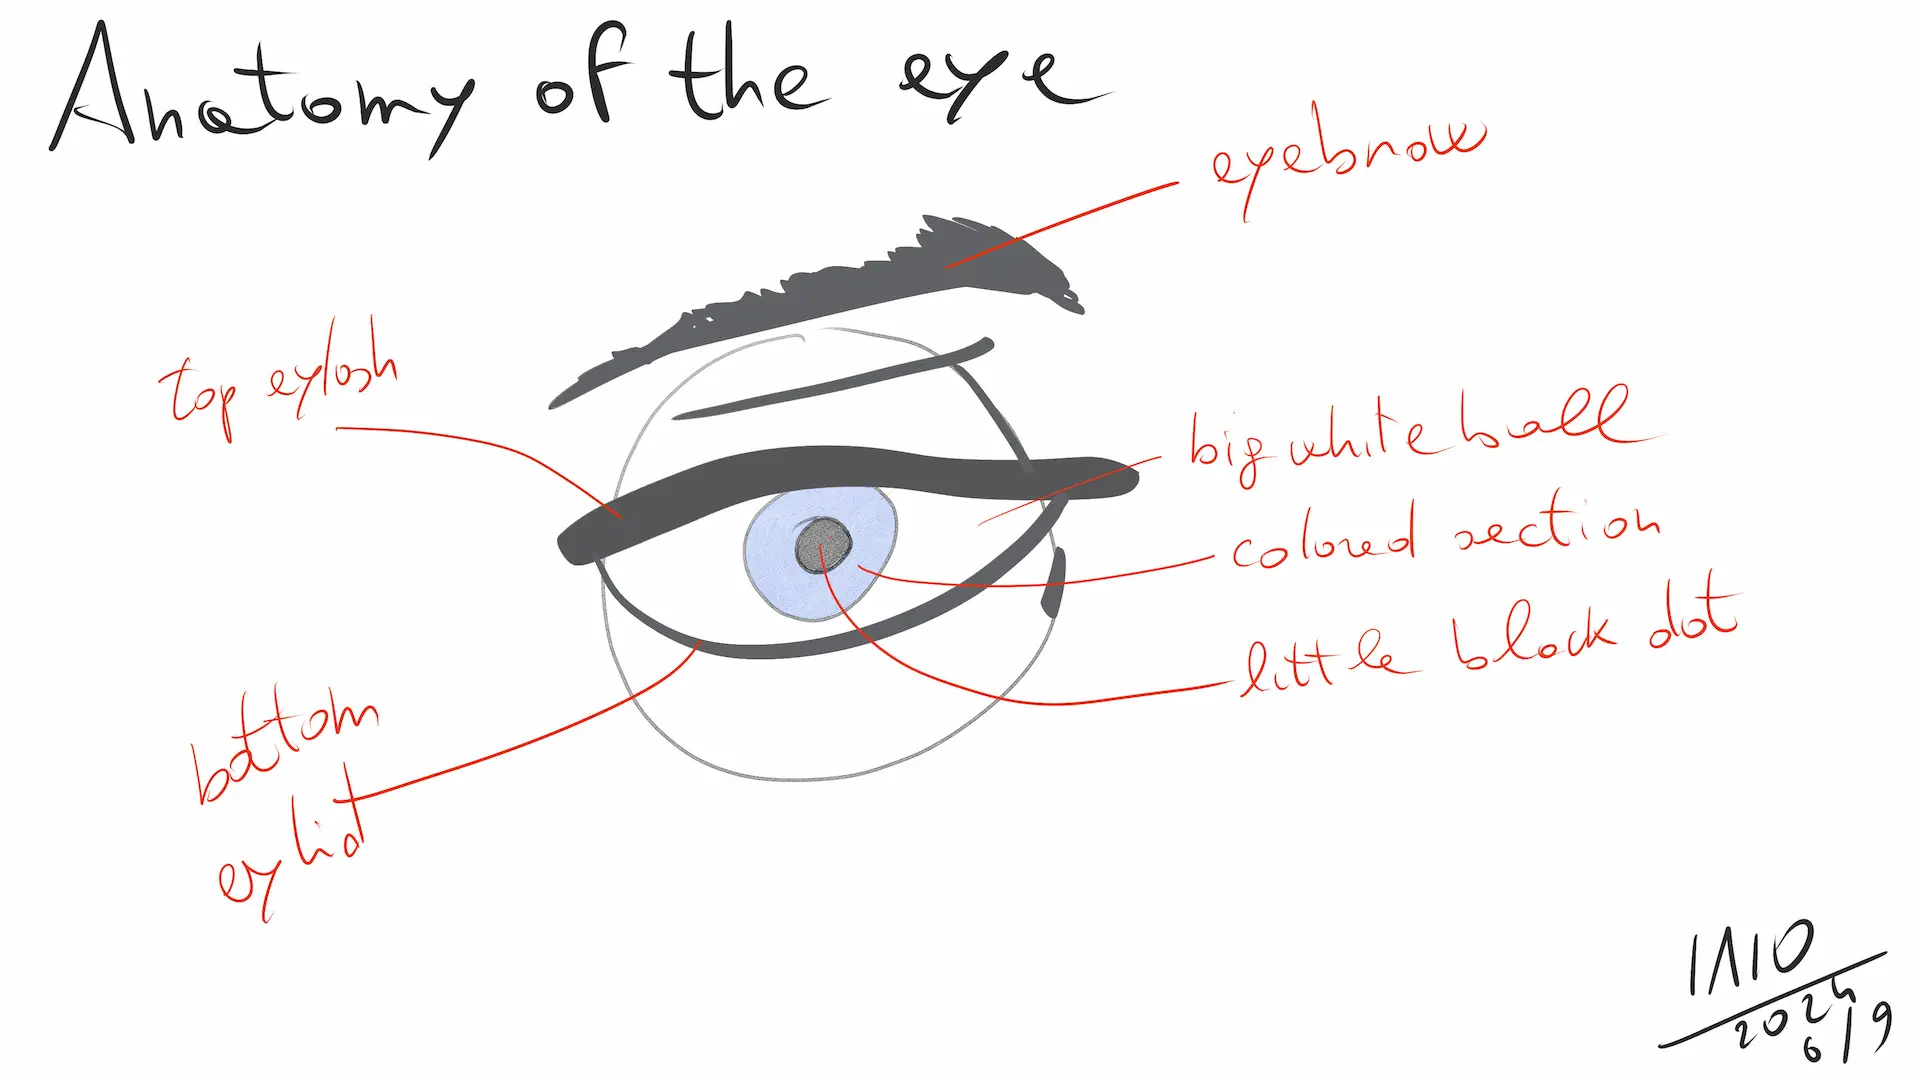 Anatomy of the eye
eyebrow
top eylash
big white ball
colored section
little black dot
bottom
eylid
IAIO
2024
6/9